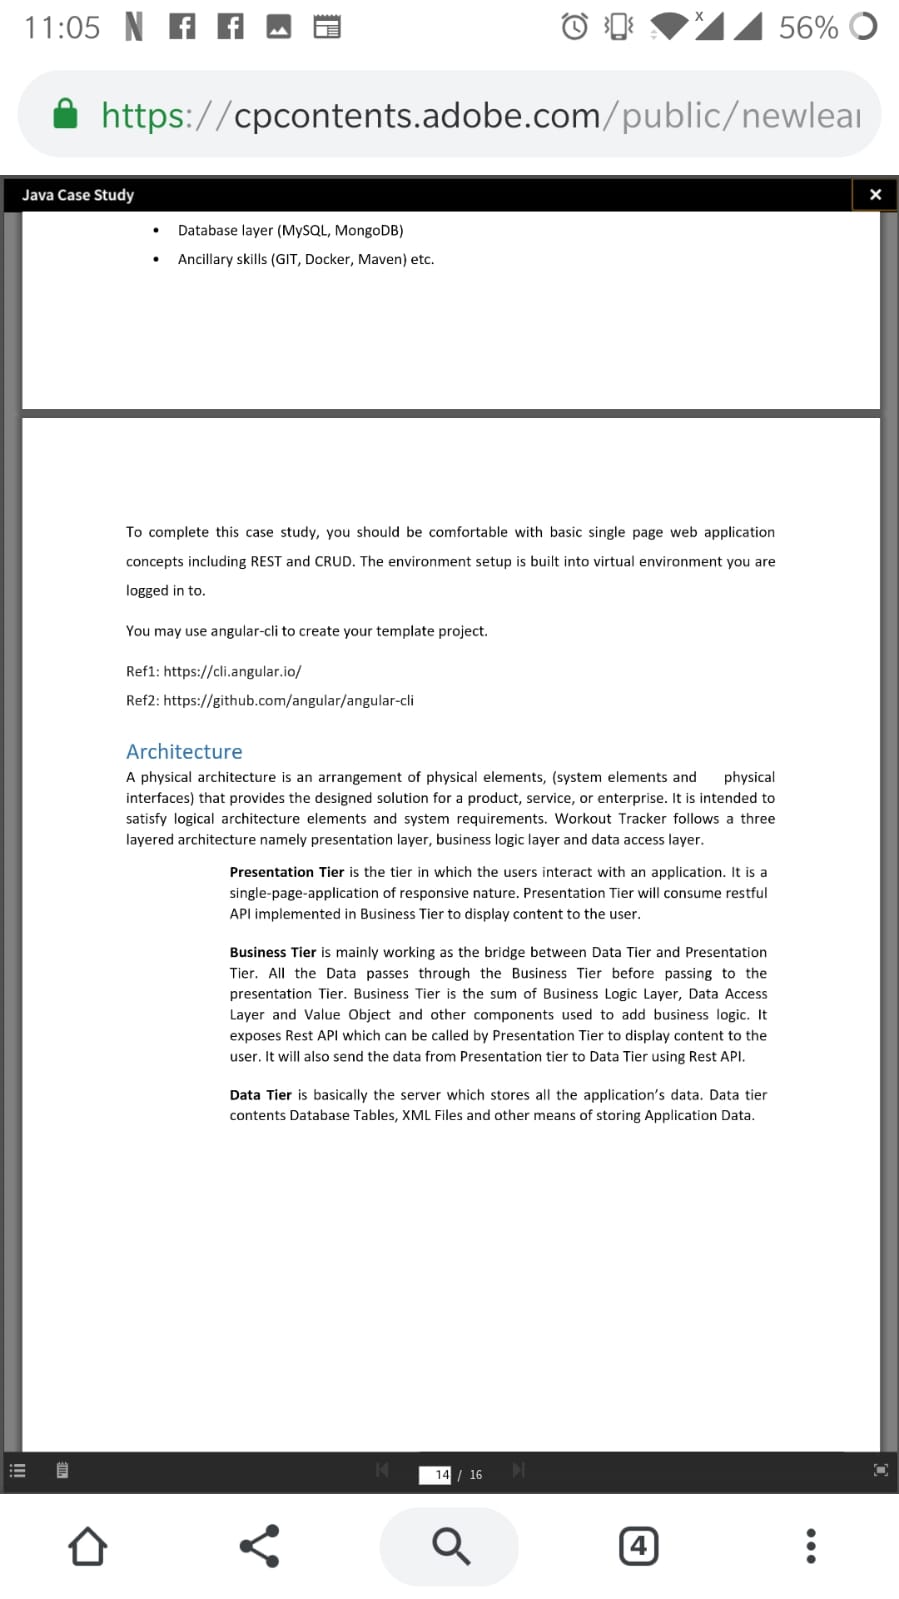 11:05
56%
https://cpcontents.adobe.com/public/newlear
Java Case Study
• Database layer (MySQL, MongoDB)
• Ancillary skills (GIT, Docker, Maven) etc.
To complete this case study, you should be comfortable with basic single page web application
concepts including REST and CRUD. The environment setup is built into virtual environment you are
logged in to.
You may use angular-cli to create your template project.
Ref1: https://cli.angular.io/
Ref2: https://github.com/angular/angular-cli
Architecture
A physical architecture is an arrangement of physical elements, (system elements and physical
interfaces) that provides the designed solution for a product, service, or enterprise. It is intended to
satisfy logical architecture elements and system requirements. Workout Tracker follows a three
layered architecture namely presentation layer, business logic layer and data access layer.
Presentation Tier is the tier in which the users interact with an application. It is a
single-page-application of responsive nature. Presentation Tier will consume restful
API implemented in Business Tier to display content to the user.
Business Tier is mainly working as the bridge between Data Tier and Presentation
Tier. All the Data passes through the Business Tier before passing to the
presentation Tier. Business Tier is the sum of Business Logic Layer, Data Access
Layer and Value Object and other components used to add business logic. It
exposes Rest API which can be called by Presentation Tier to display content to the
user. It will also send the data from Presentation tier to Data Tier using Rest API.
Data Tier is basically the server which stores all the application's data. Data tier
contents Database Tables, XML Files and other means of storing Application Data.
14 / 16
4